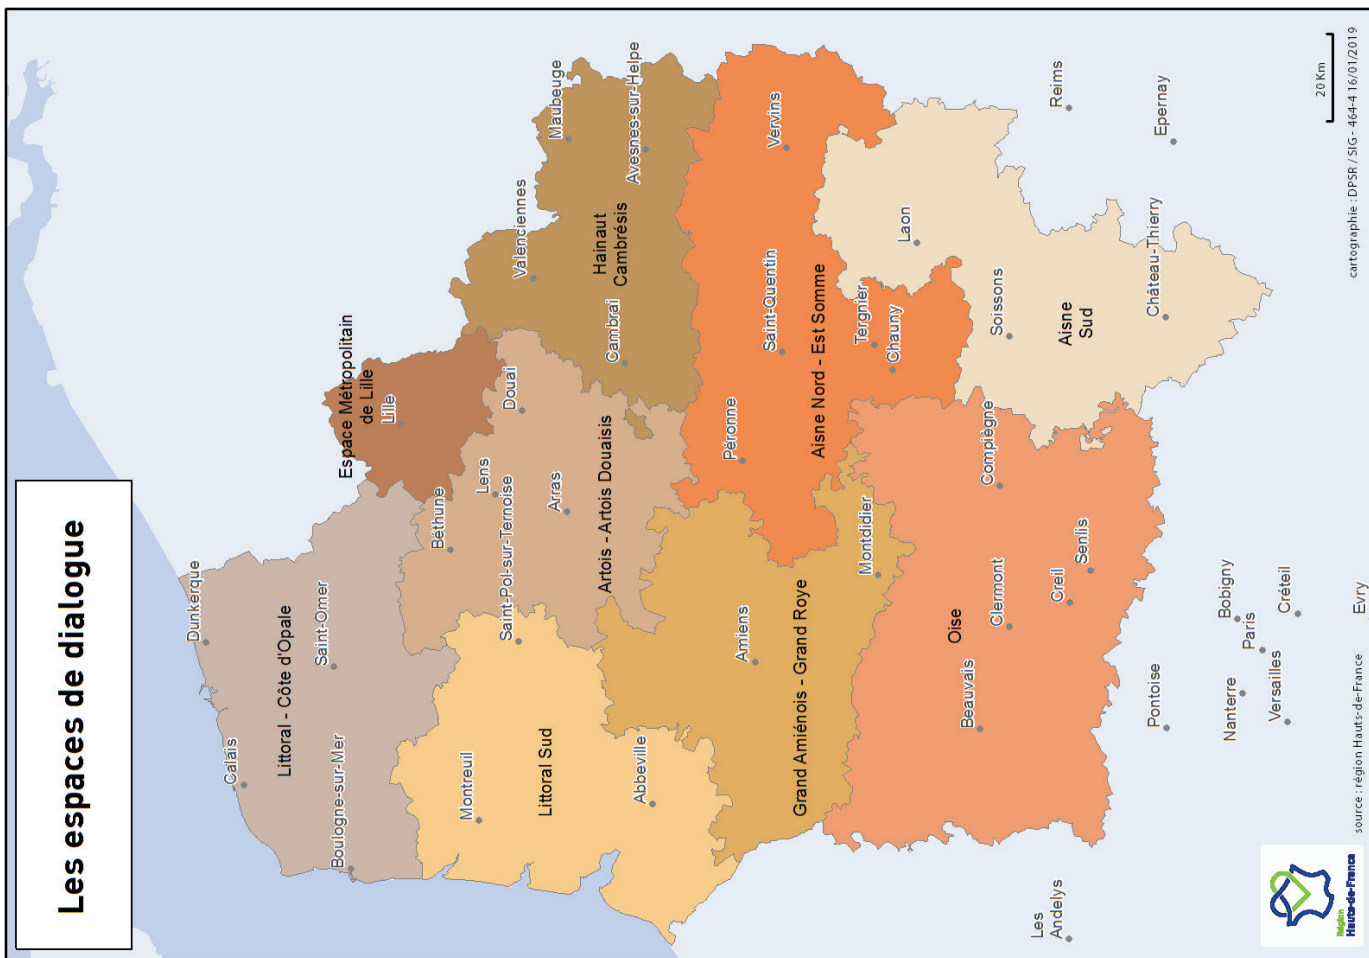 Les espaces de dialogue
Dunkerque
Calais
Littoral - Côte d'Opale
Saint-Omer
Boulogne-sur-Mer
Espace Métropolitain
de Lille
Lille
Béthune
Lens
Douai
Valenciennes
Maubeuge
Montreuil
Saint-Pol-sur-Ternoise
Arras
Littoral Sud
Artois - Artois Douaisis
Hainaut
Cambrésis
Cambrai
Avesnes-sur-Helpe
Abbeville
Péronne
Amiens
Saint-Quentin
Vervins
Grand Amiénois - Grand Roye
Aisne Nord - Est Somme
Montdidier
Tergnier
Chauny
Laon
Oise
Beauvais
Clermont
Compiègne
Soissons
Creil
Senlis
Aisne
Sud
Reims
Les
Andelys
Pontoise
Château-Thierry
Epernay
Bobigny
Nanterre
Paris
Versailles
Créteil
Evry
20 Km
Région
Hauts-de-France
source : région Hauts-de-France
cartographie : DPSR / SIG - 464-4 16/01/2019